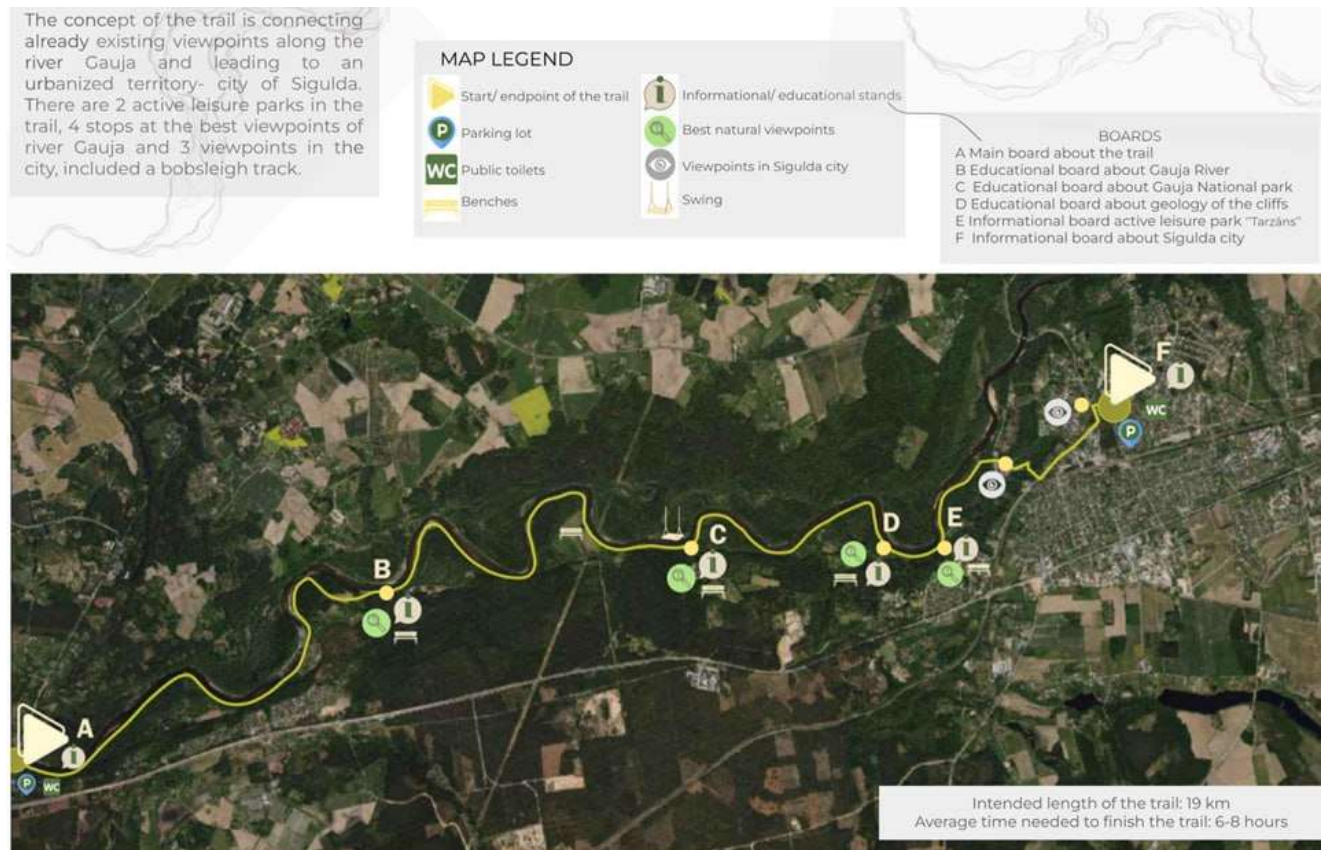 The concept of the trail is connecting
already existing viewpoints along the
river Gauja and leading to an
urbanized territory- city of Sigulda.
There are 2 active leisure parks in the
trail, 4 stops at the best viewpoints of
river Gauja and 3 viewpoints in the
city, included a bobsleigh track.
MAP LEGEND
Start/ endpoint of the trail
P Parking lot
WC Public toilets
Benches
i Informational/ educational stands
Best natural viewpoints
Viewpoints in Sigulda city
Swing
BOARDS
A Main board about the trail
B Educational board about Gauja River
C Educational board about Gauja National park
D Educational board about geology of the cliffs
E Informational board active leisure park "Tarzāns"
F Informational board about Sigulda city
F
i
WC
P
E
i
D
i
C
i
B
i
A
i
P
WC
Intended length of the trail: 19 km
Average time needed to finish the trail: 6-8 hours